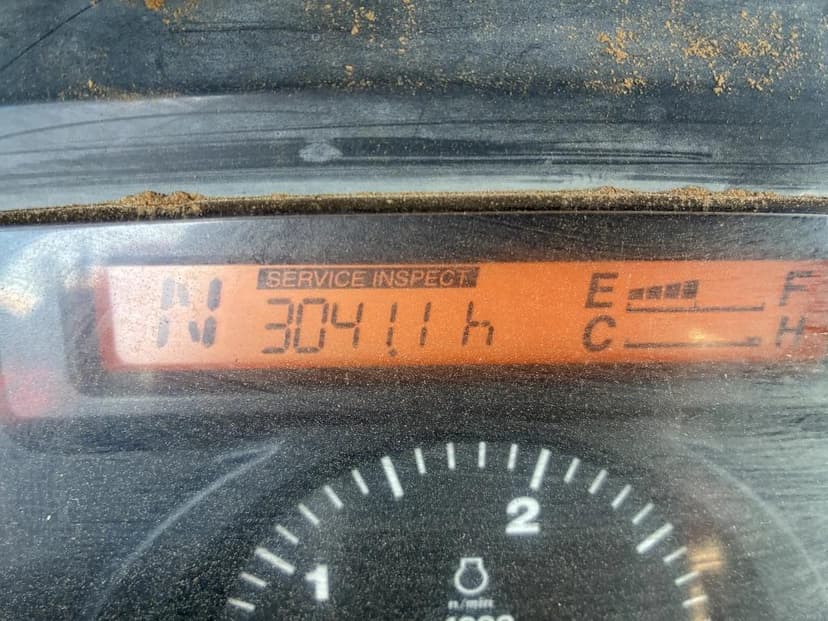 SERVICE INSPECT
N 3041.1 h
E F
C H
1 2
n/min